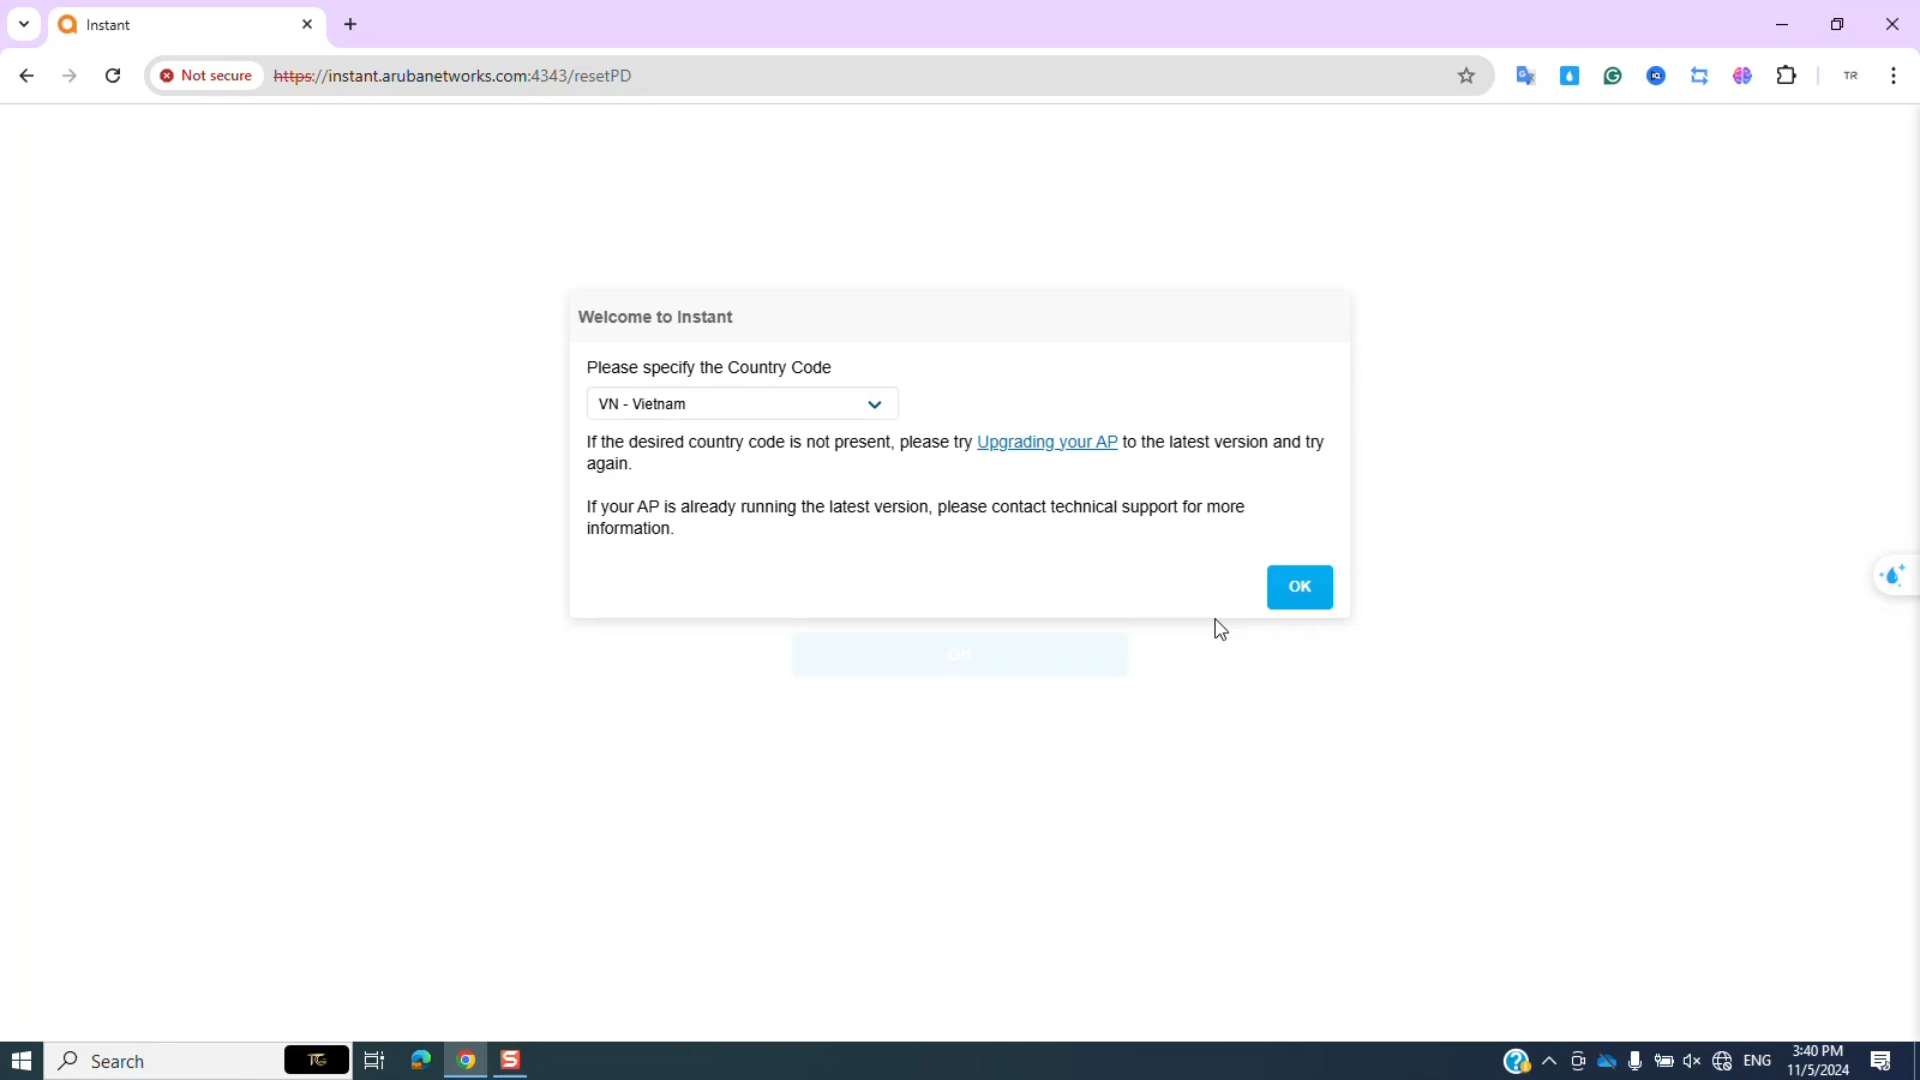 Instant
Not secure
https://instant.arubanetworks.com:4343/resetPD
TR
Welcome to Instant
Please specify the Country Code
VN - Vietnam
If the desired country code is not present, please try Upgrading your AP to the latest version and try
again.
If your AP is already running the latest version, please contact technical support for more
information.
OK
OK
Search
TG
ENG
3:40 PM
11/5/2024